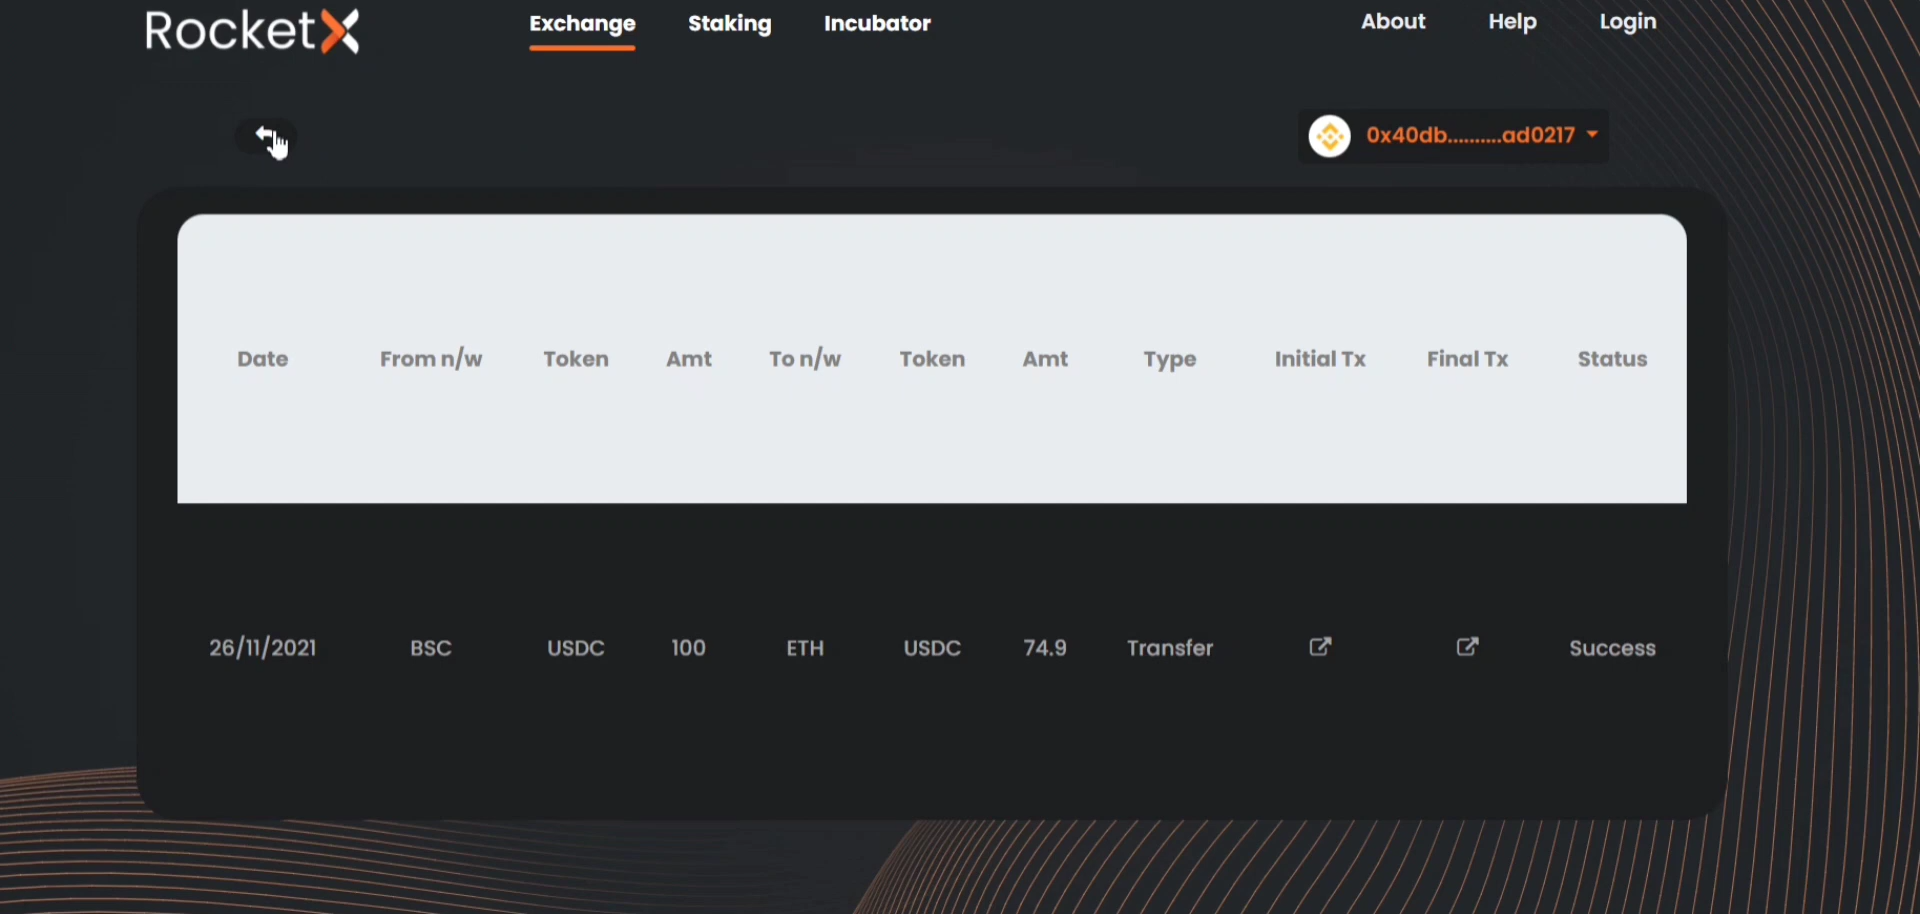 RocketX Exchange Staking Incubator About Help Login
0x40db..........ad0217
Date From n/w Token Amt To n/w Token Amt Type Initial Tx Final Tx Status
26/11/2021 BSC USDC 100 ETH USDC 74.9 Transfer Success